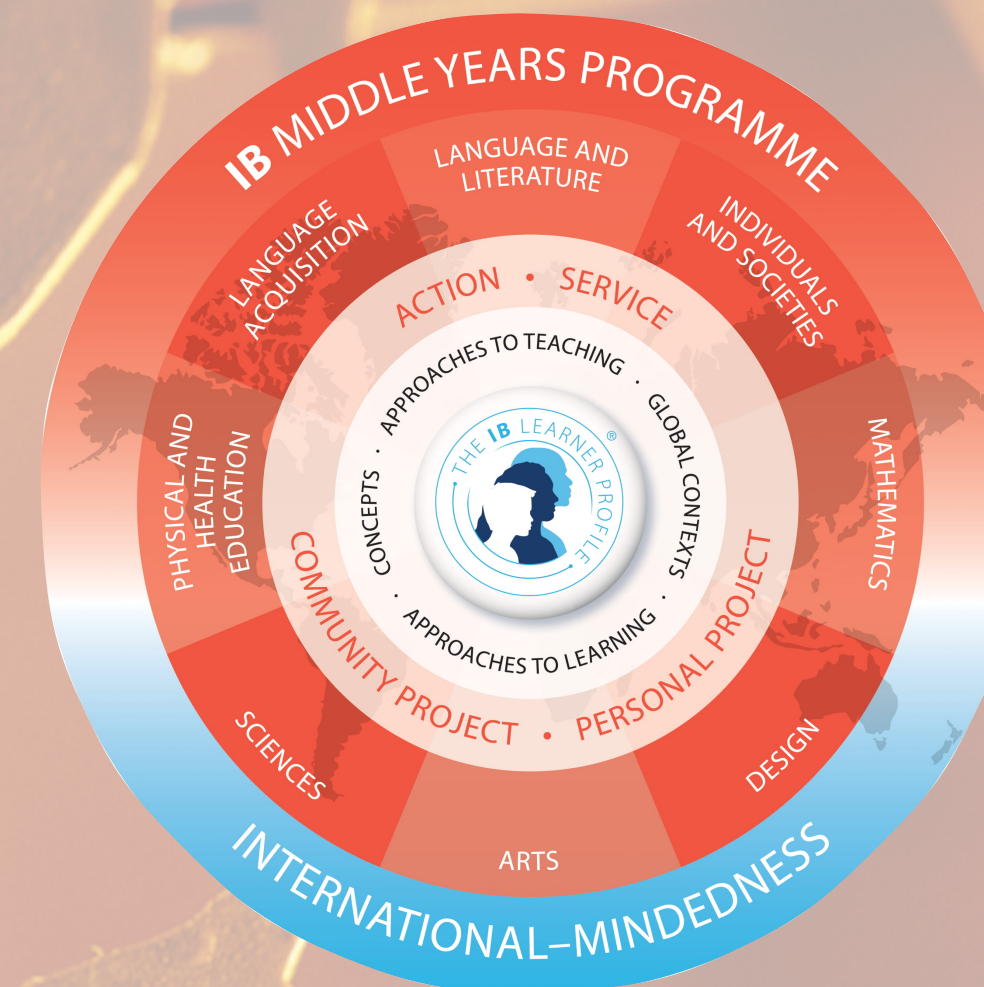 IB MIDDLE YEARS PROGRAMME
LANGUAGE AND
LITERATURE
INDIVIDUALS
AND SOCIETIES
MATHEMATICS
DESIGN
ARTS
SCIENCES
PHYSICAL AND
HEALTH
EDUCATION
LANGUAGE
ACQUISITION
ACTION • SERVICE
COMMUNITY PROJECT • PERSONAL PROJECT
APPROACHES TO TEACHING •
GLOBAL CONTEXTS •
APPROACHES TO LEARNING •
CONCEPTS •
THE IB LEARNER PROFILE ®
INTERNATIONAL–MINDEDNESS